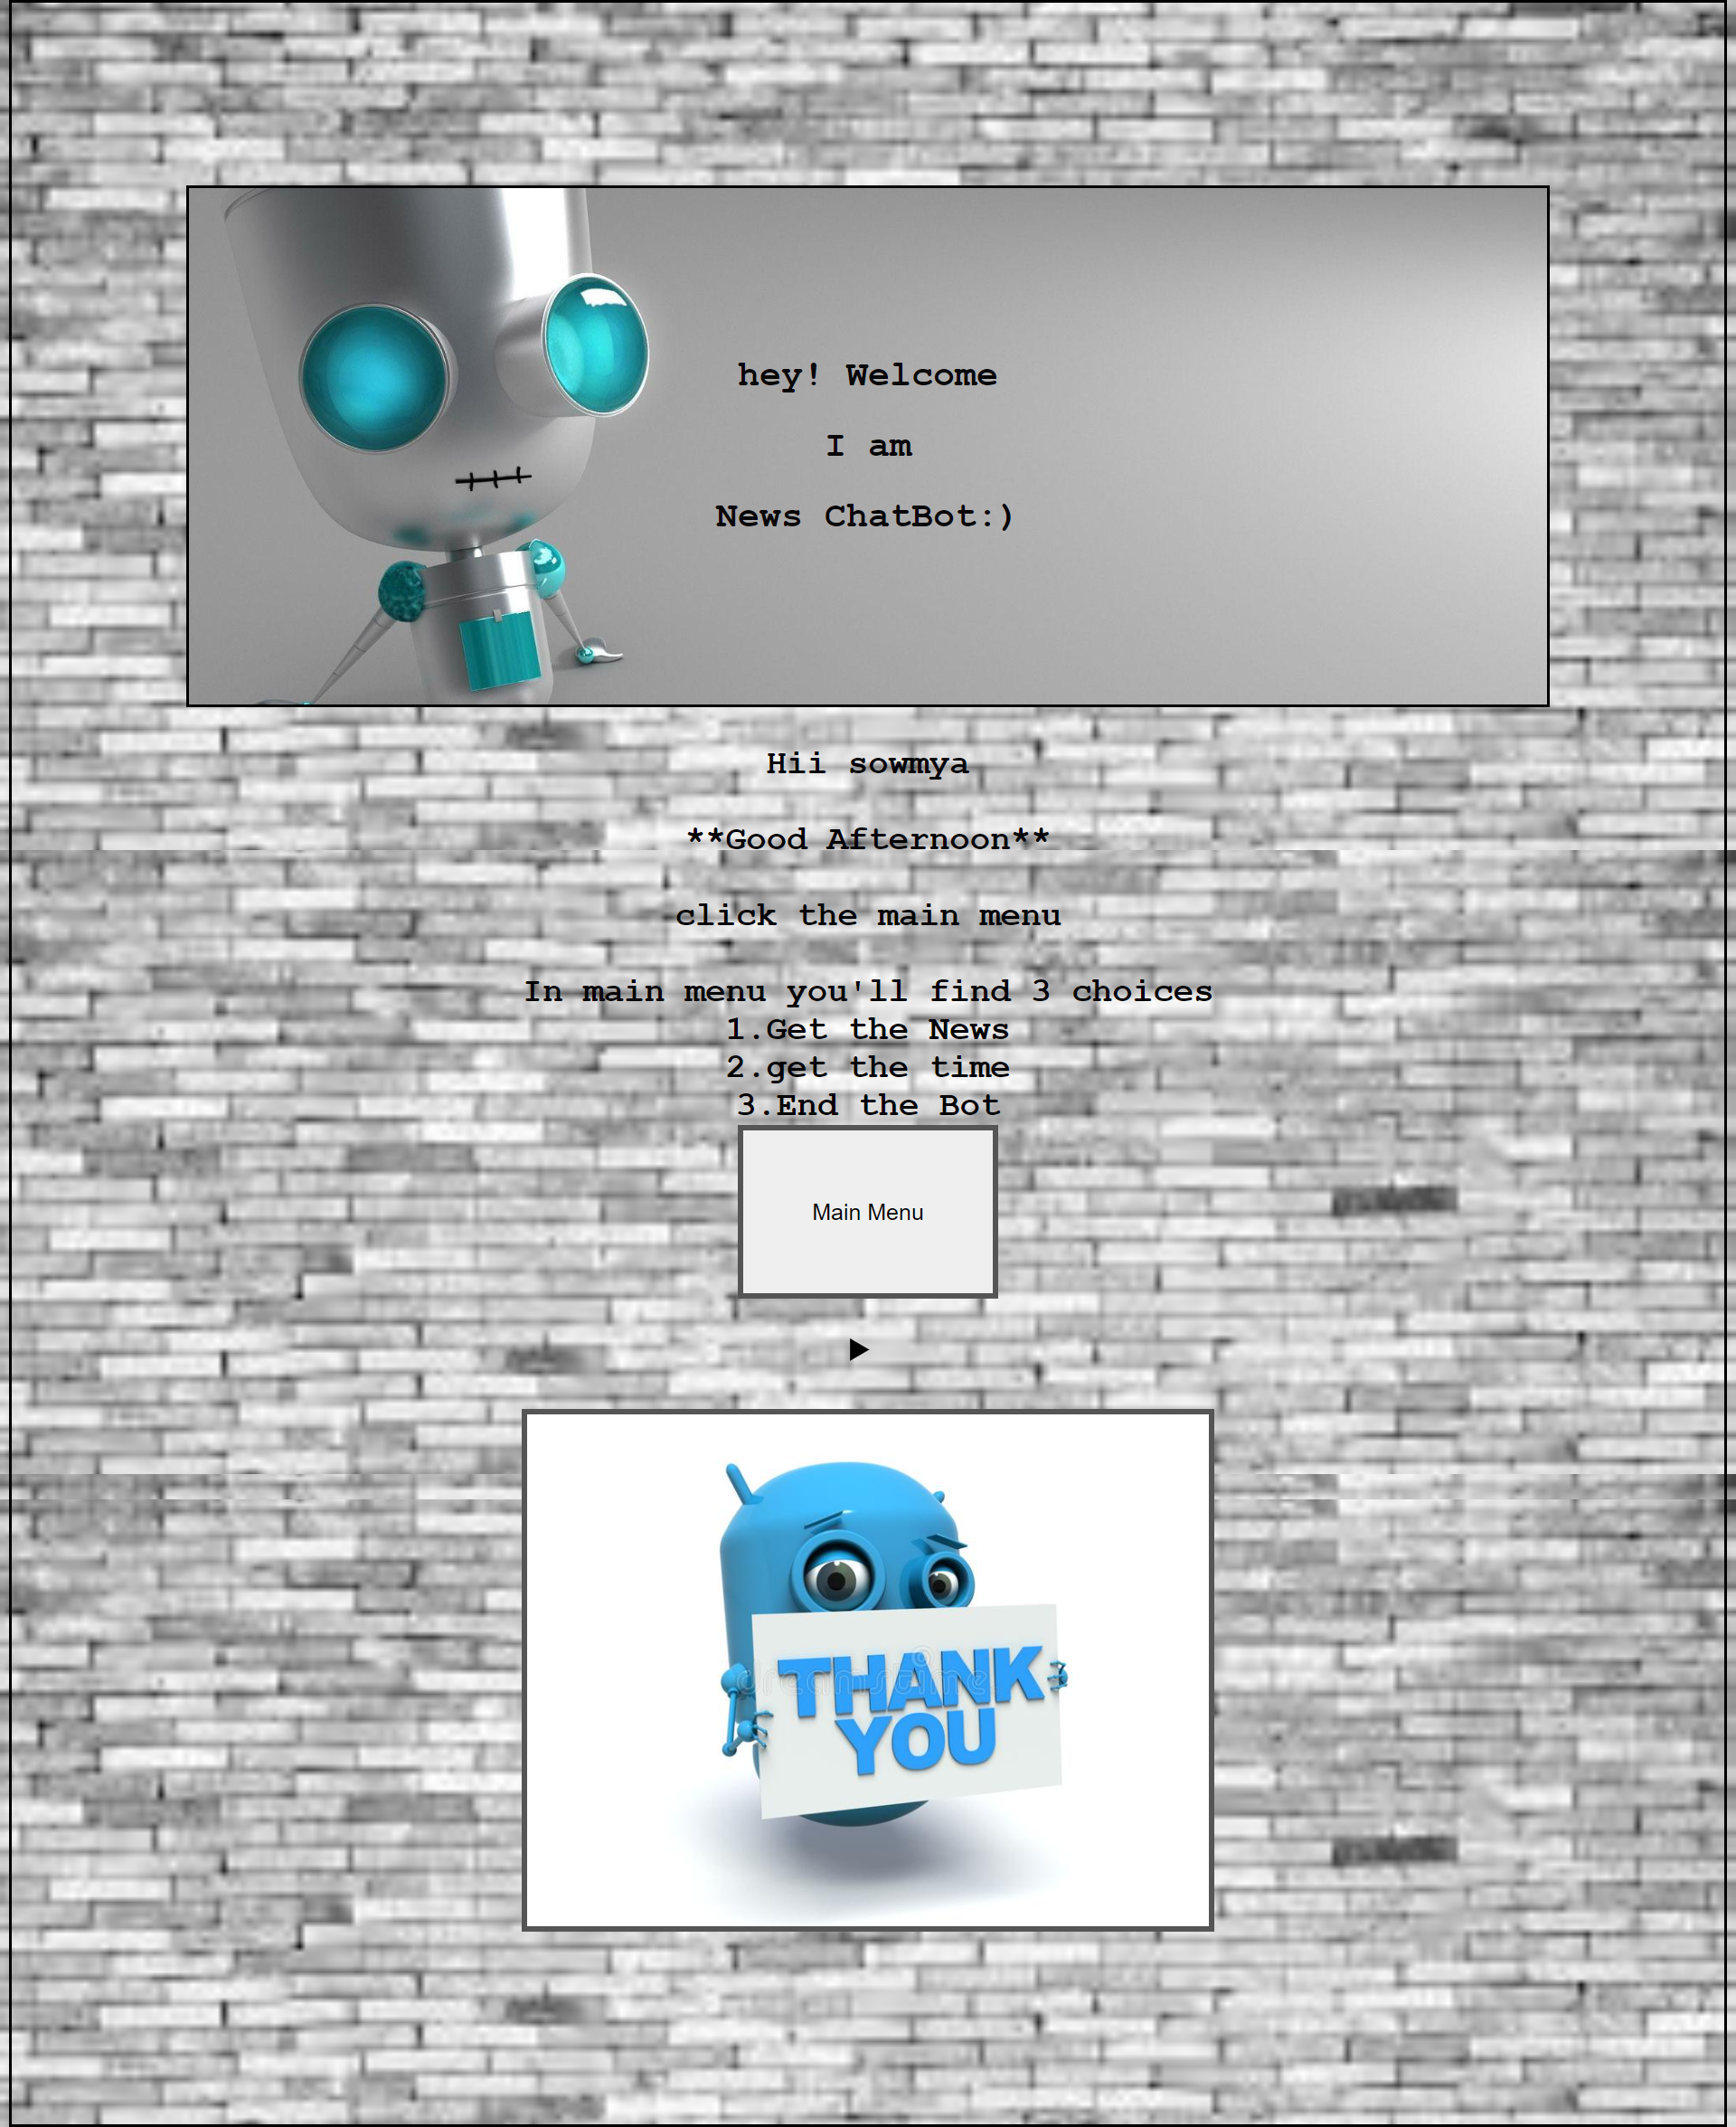 hey! Welcome
I am
News ChatBot:)
Hii sowmya
**Good Afternoon**
click the main menu
In main menu you'll find 3 choices
1.Get the News
2.get the time
3.End the Bot
Main Menu
THANK
YOU
dreamstime